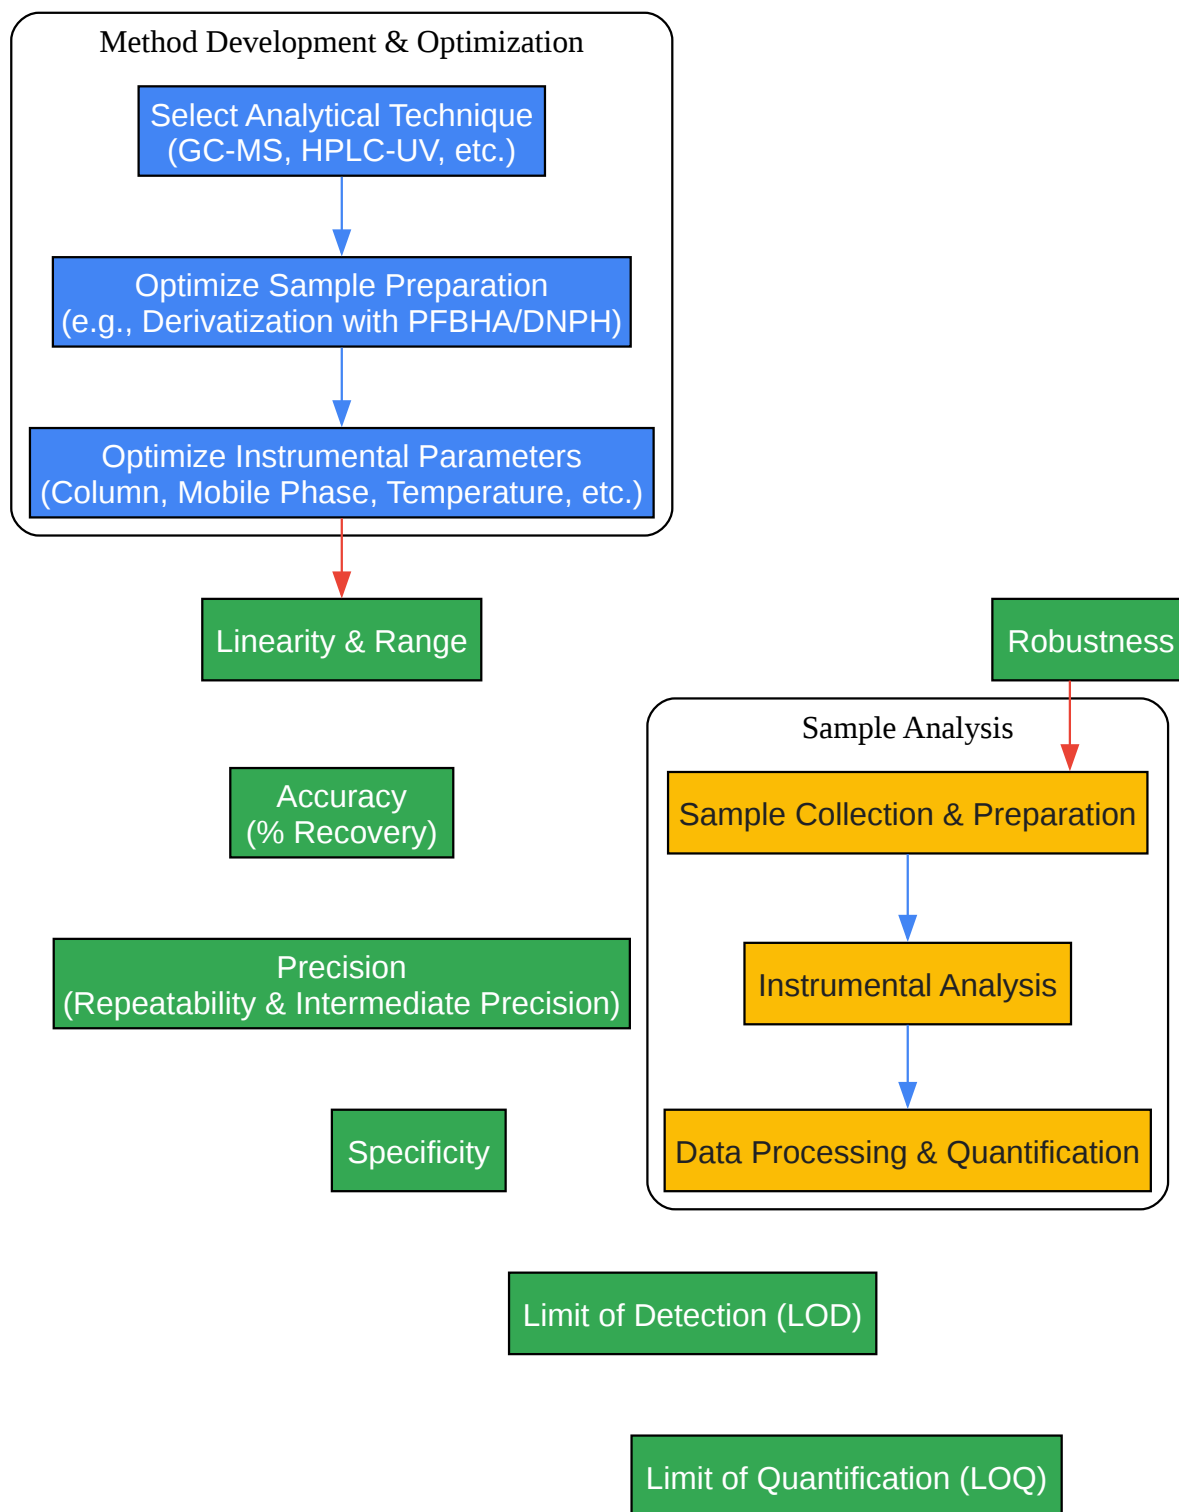 Method Development & Optimization
Select Analytical Technique
(GC-MS, HPLC-UV, etc.)
Optimize Sample Preparation
(e.g., Derivatization with PFBHA/DNPH)
Optimize Instrumental Parameters
(Column, Mobile Phase, Temperature, etc.)
Linearity & Range
Robustness
Sample Analysis
Accuracy
(% Recovery)
Sample Collection & Preparation
Precision
(Repeatability & Intermediate Precision)
Instrumental Analysis
Specificity
Data Processing & Quantification
Limit of Detection (LOD)
Limit of Quantification (LOQ)